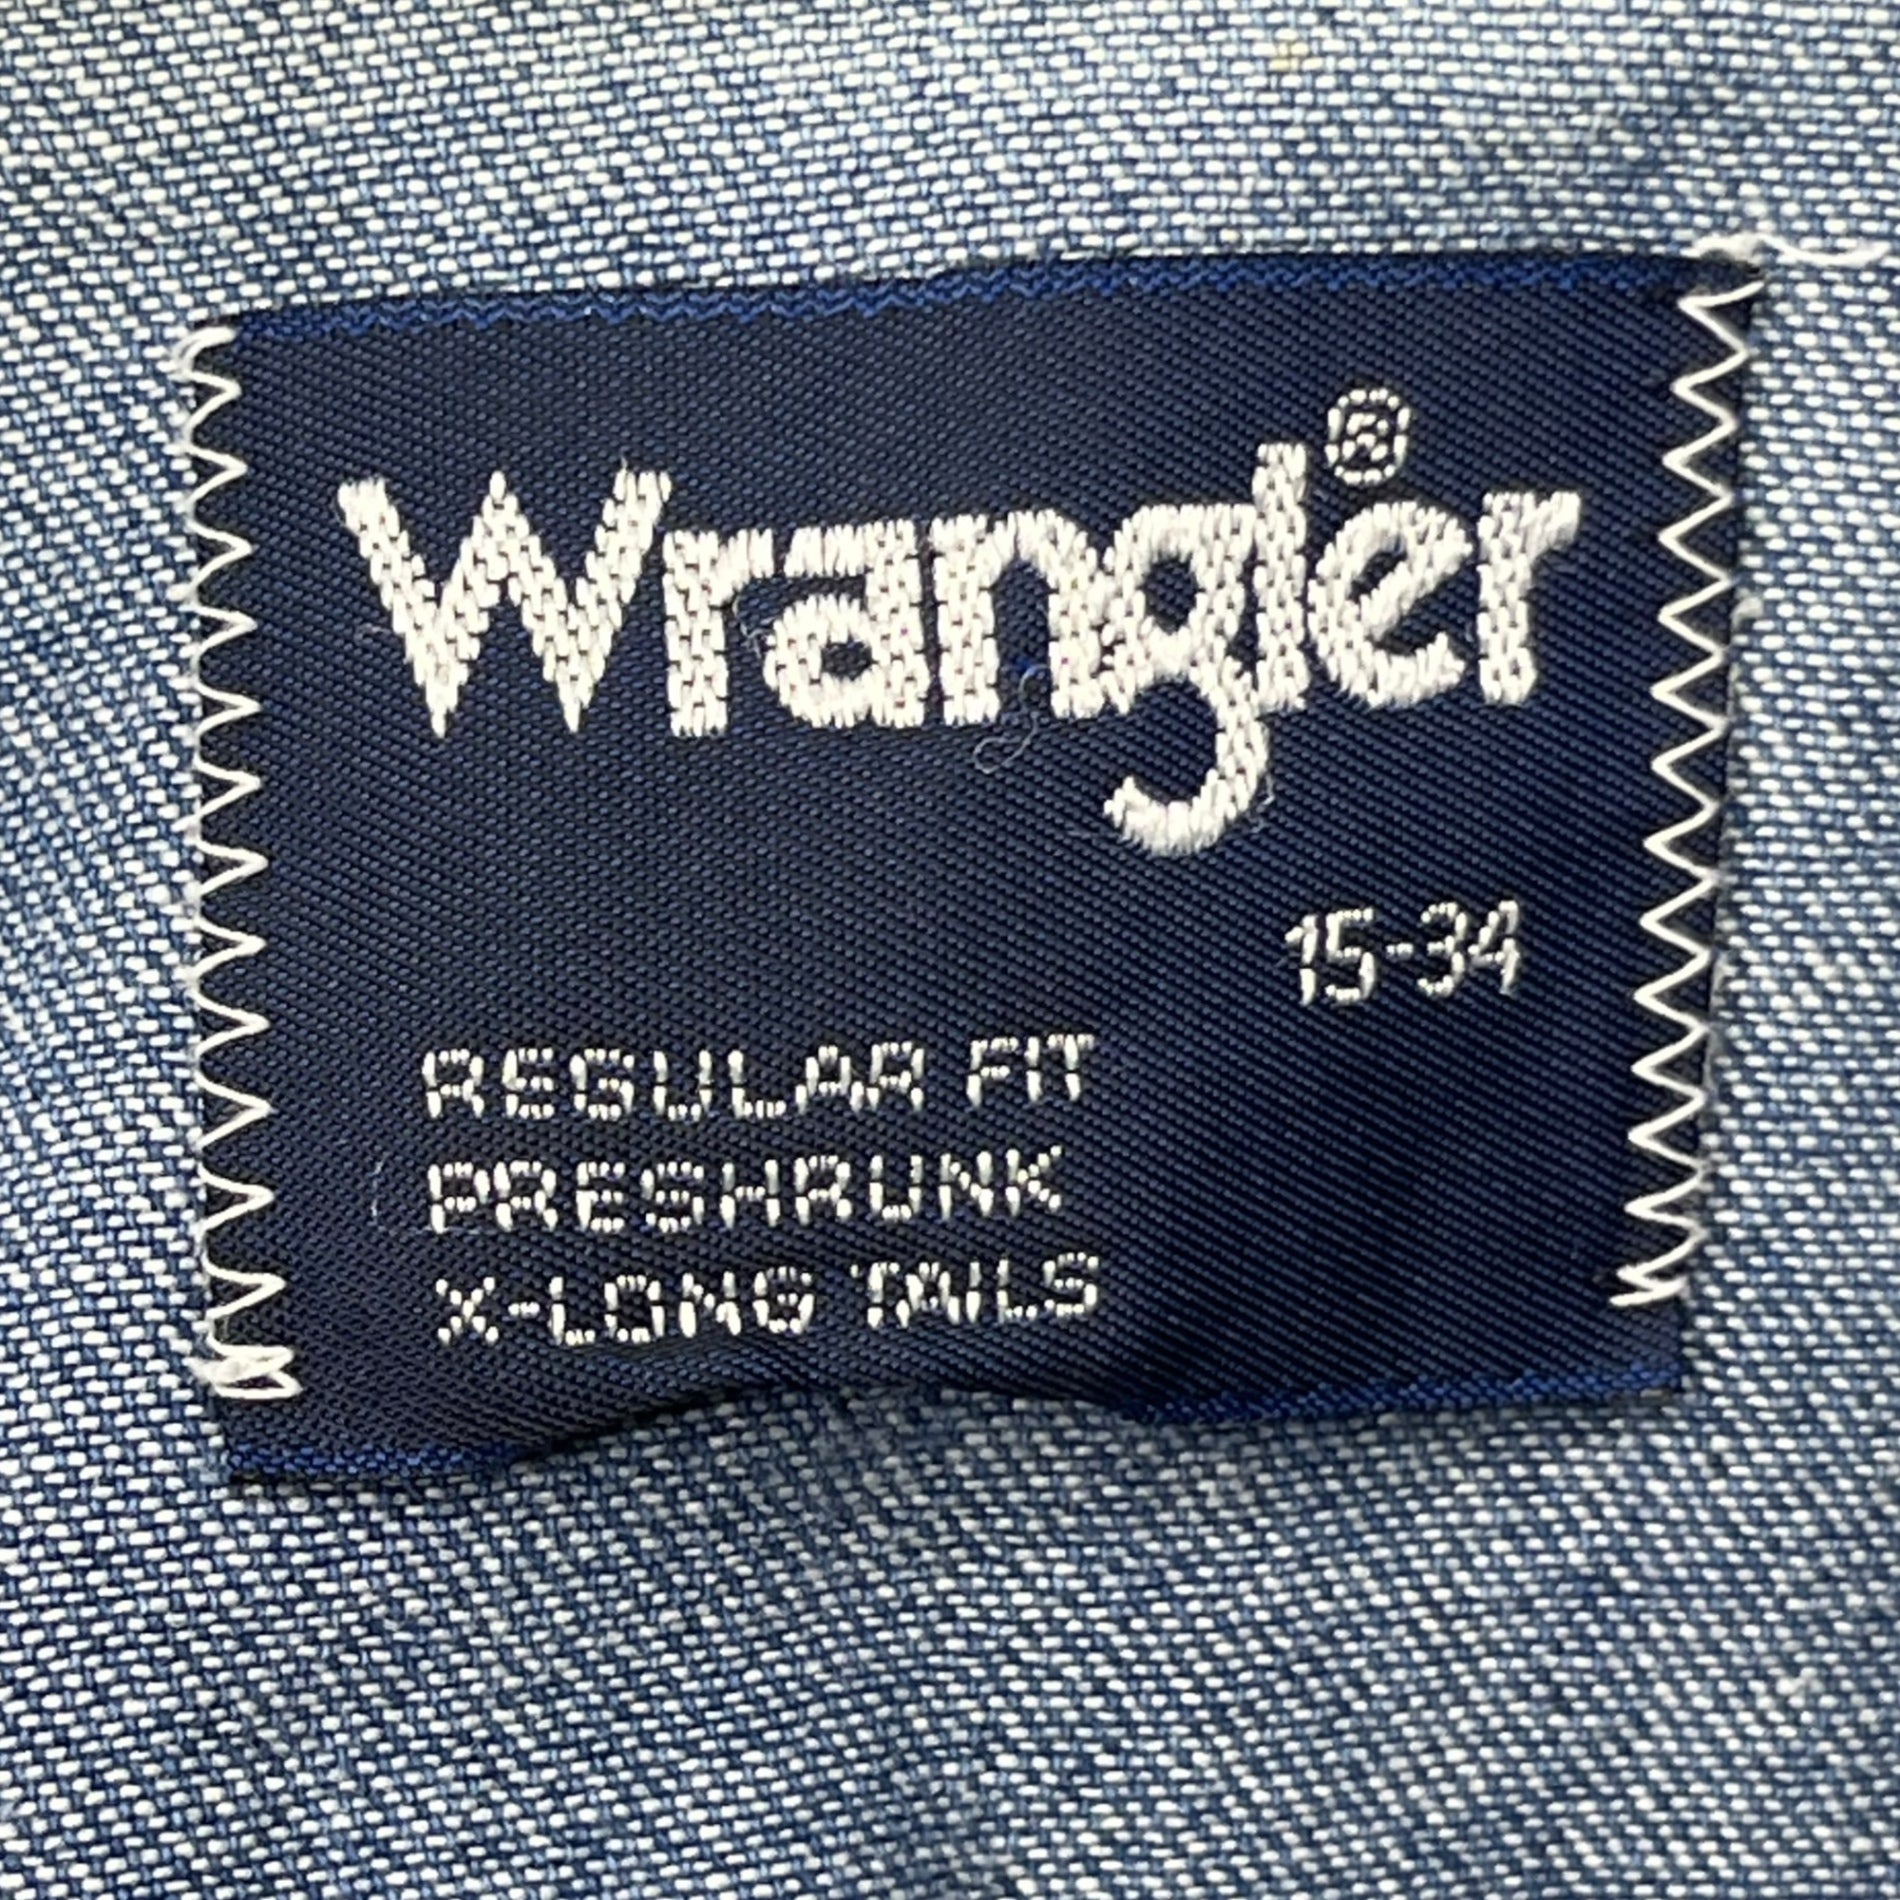 Wrangler®
15-34
REGULAR FIT
PRESHRUNK
X-LONG TAILS